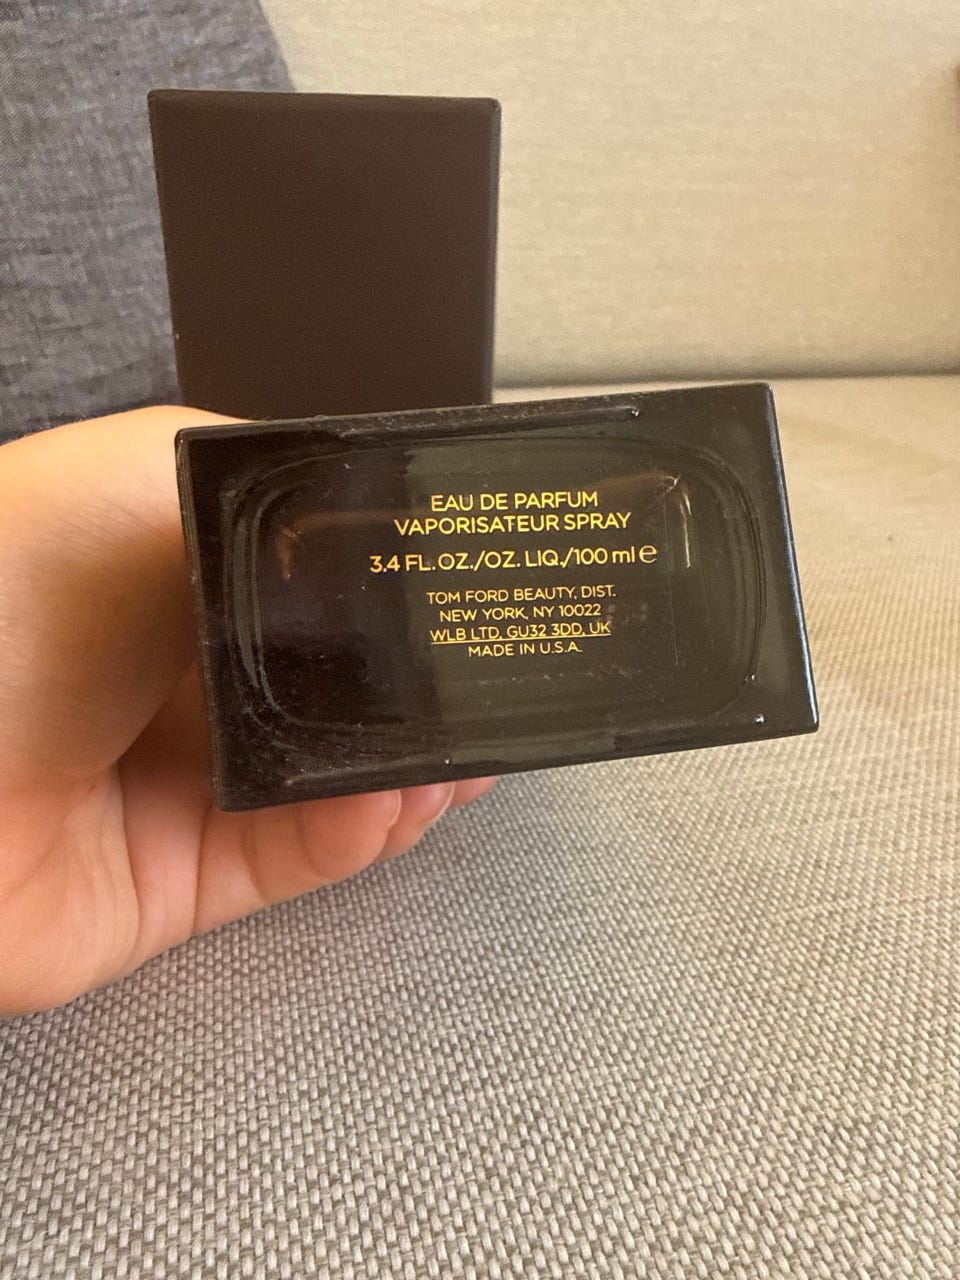 EAU DE PARFUM
VAPORISATEUR SPRAY
3.4 FL. OZ./OZ. LIQ./100 ml ℮
TOM FORD BEAUTY, DIST.
NEW YORK, NY 10022
WLB LTD, GU32 3DD, UK
MADE IN U.S.A.